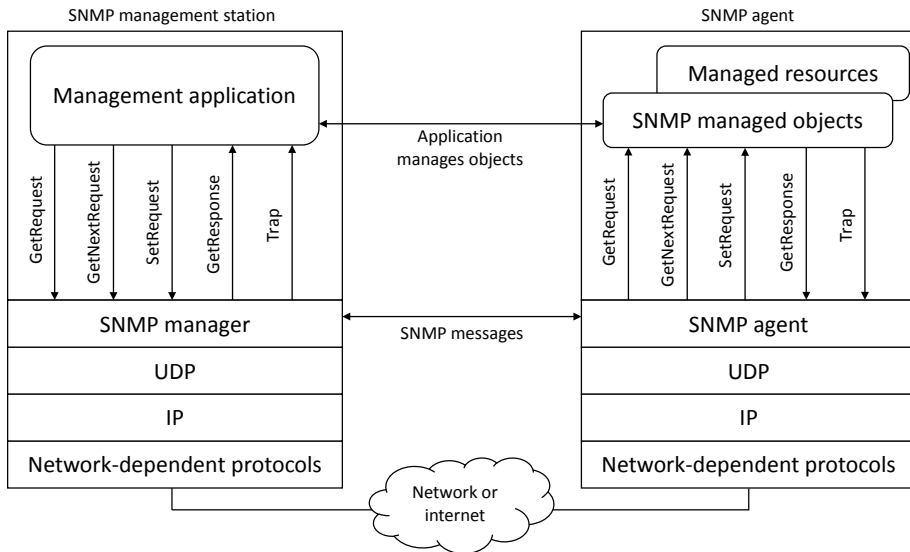 SNMP management station
SNMP agent
Management application
Managed resources
SNMP managed objects
Application
manages objects
GetRequest
GetNextRequest
SetRequest
GetResponse
Trap
GetRequest
GetNextRequest
SetRequest
GetResponse
Trap
SNMP manager
SNMP messages
SNMP agent
UDP
UDP
IP
IP
Network-dependent protocols
Network-dependent protocols
Network or
internet